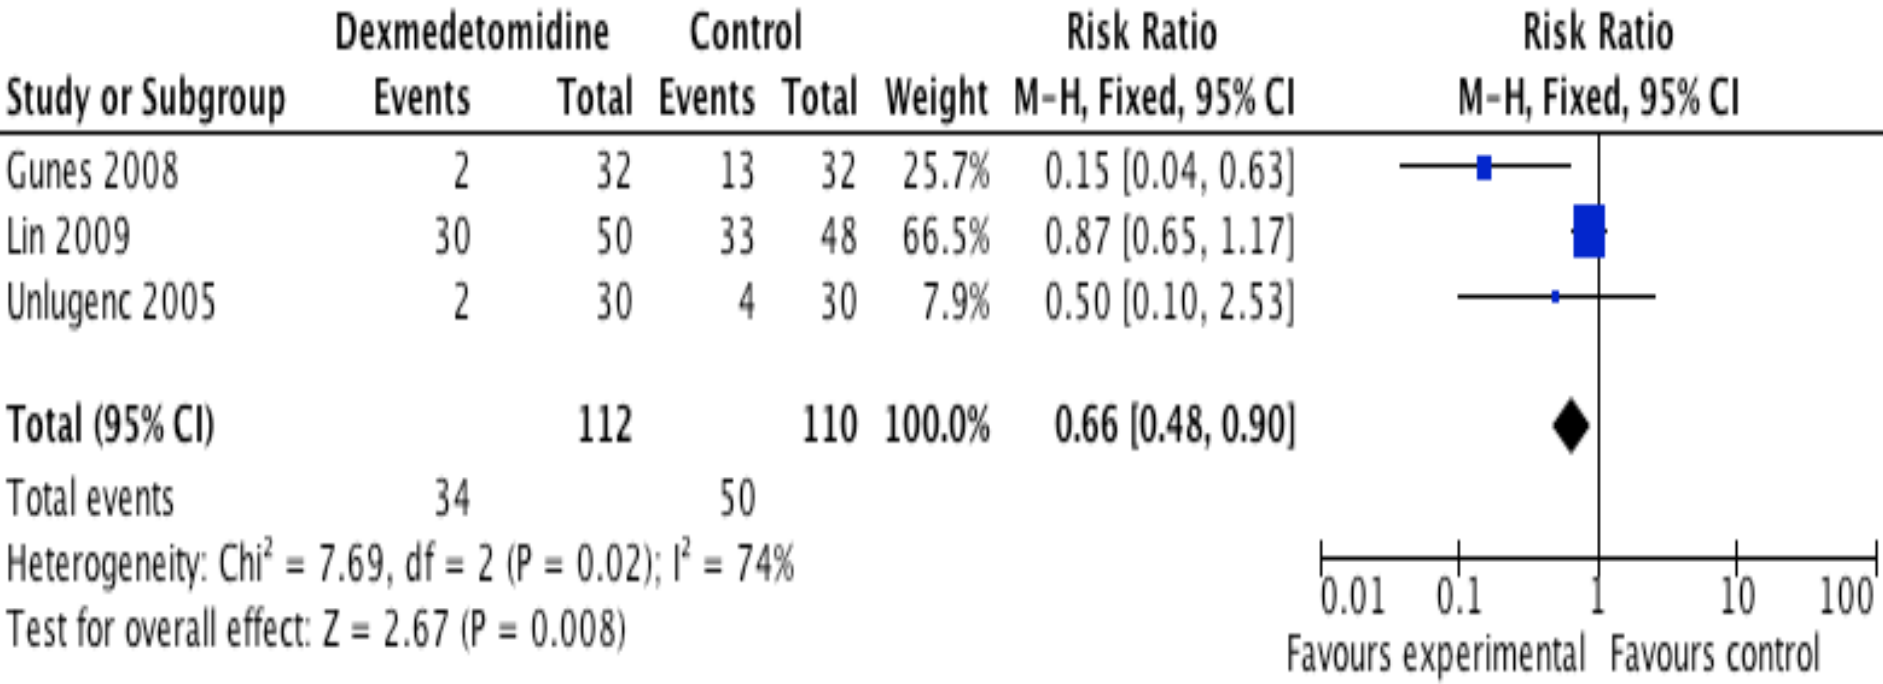 Dexmedetomidine Control Risk Ratio Risk Ratio
Study or Subgroup Events Total Events Total Weight M-H, Fixed, 95% CI M-H, Fixed, 95% CI
Gunes 2008 2 32 13 32 25.7% 0.15 [0.04, 0.63]
Lin 2009 30 50 33 48 66.5% 0.87 [0.65, 1.17]
Unlugenc 2005 2 30 4 30 7.9% 0.50 [0.10, 2.53]
Total (95% CI) 112 110 100.0% 0.66 [0.48, 0.90]
Total events 34 50
Heterogeneity: Chi² = 7.69, df = 2 (P = 0.02); I² = 74%
Test for overall effect: Z = 2.67 (P = 0.008)
0.01 0.1 1 10 100
Favours experimental Favours control